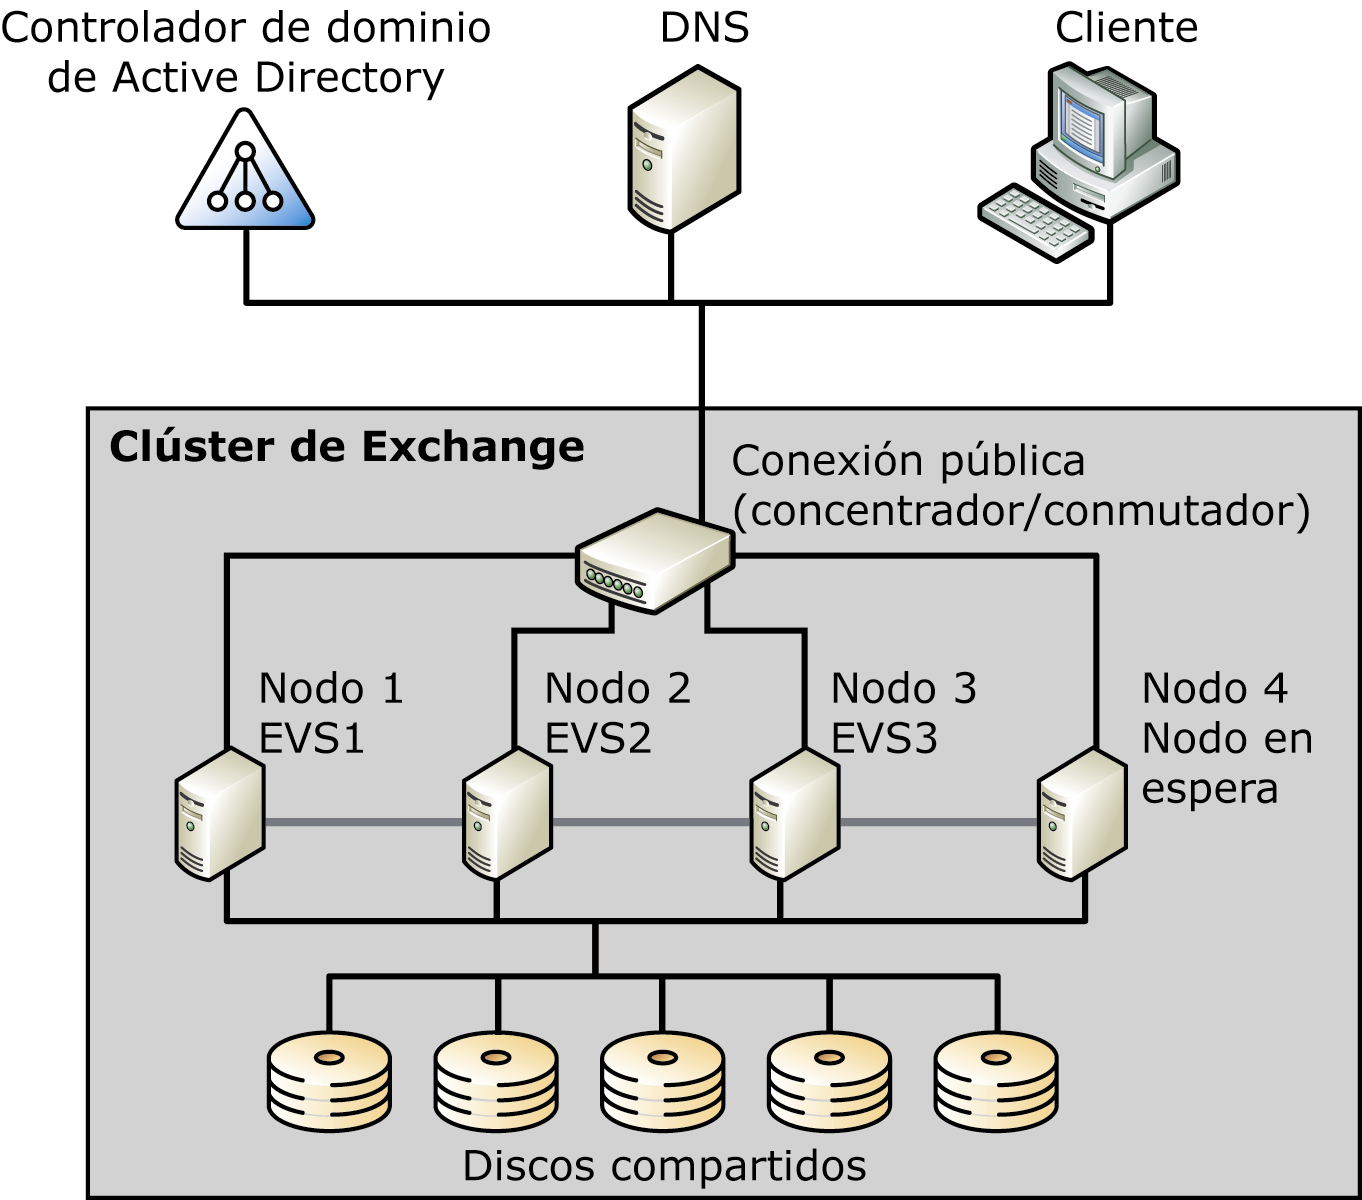 Controlador de dominio
de Active Directory
DNS
Cliente
Clúster de Exchange
Conexión pública
(concentrador/conmutador)
Nodo 1
EVS1
Nodo 2
EVS2
Nodo 3
EVS3
Nodo 4
Nodo en
espera
Discos compartidos